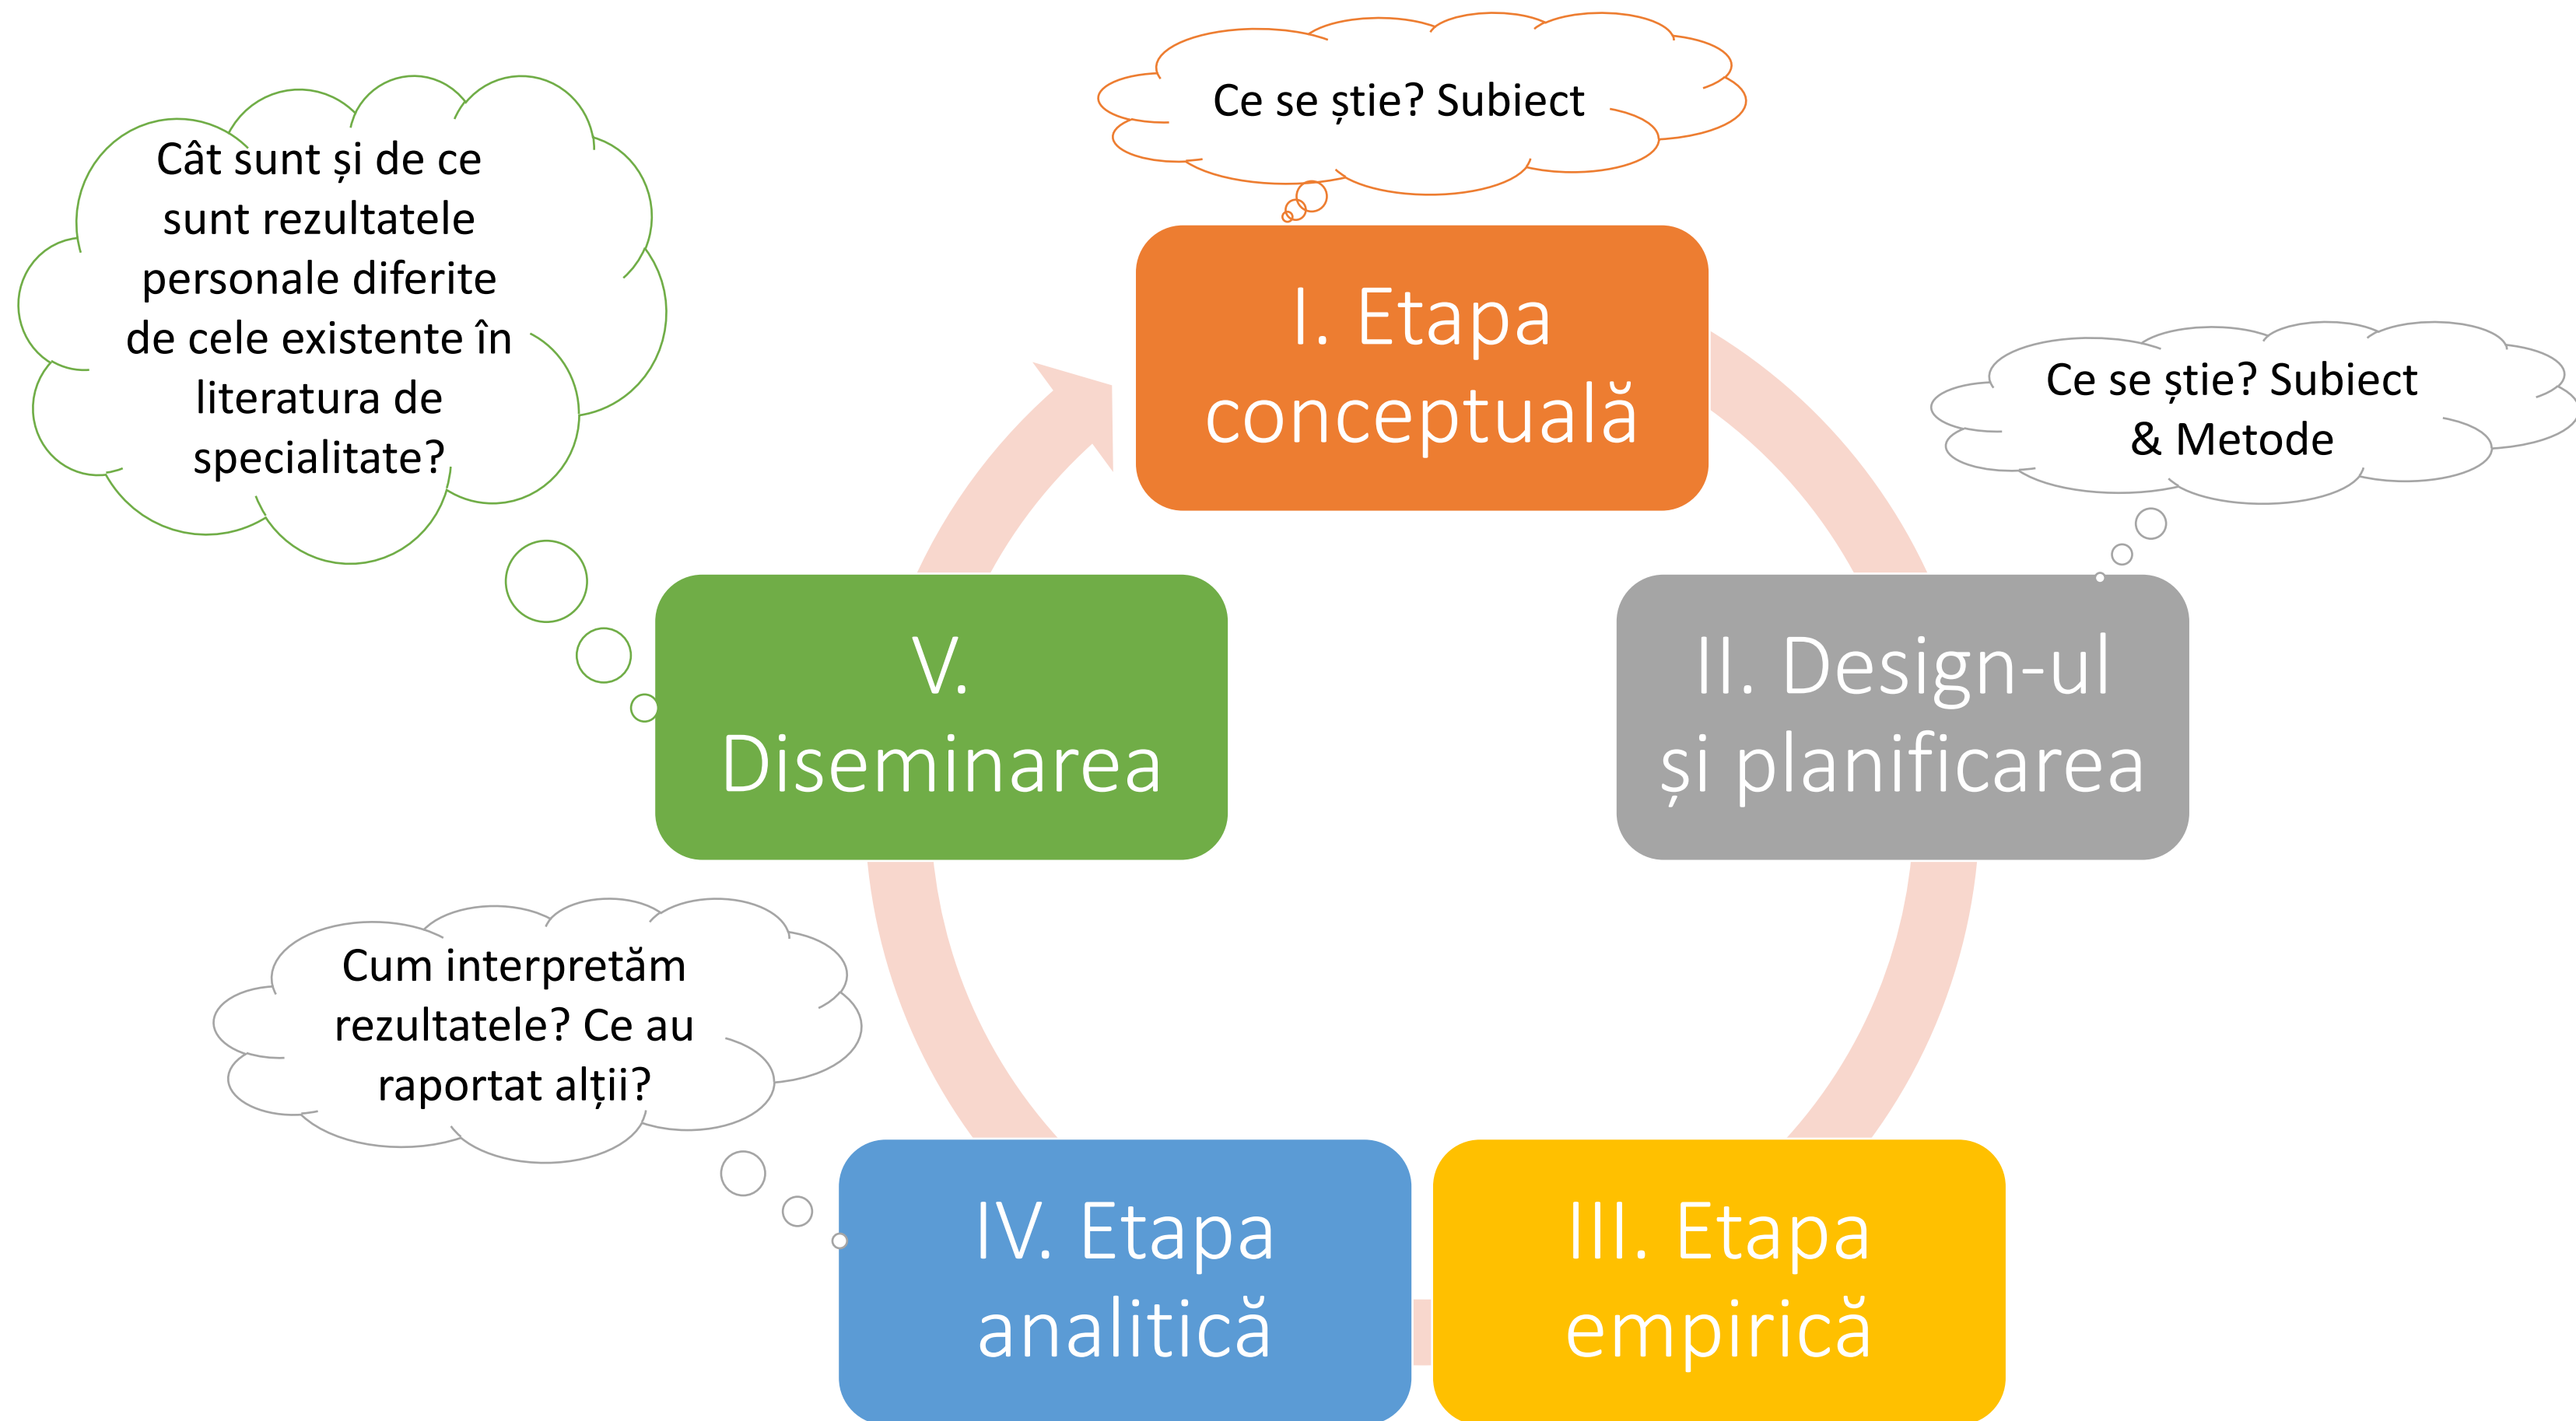 Ce se știe? Subiect
I. Etapa
conceptuală
Ce se știe? Subiect
& Metode
II. Design-ul
și planificarea
III. Etapa
empirică
IV. Etapa
analitică
Cum interpretăm
rezultatele? Ce au
raportat alții?
V.
Diseminarea
Cât sunt și de ce
sunt rezultatele
personale diferite
de cele existente în
literatura de
specialitate?